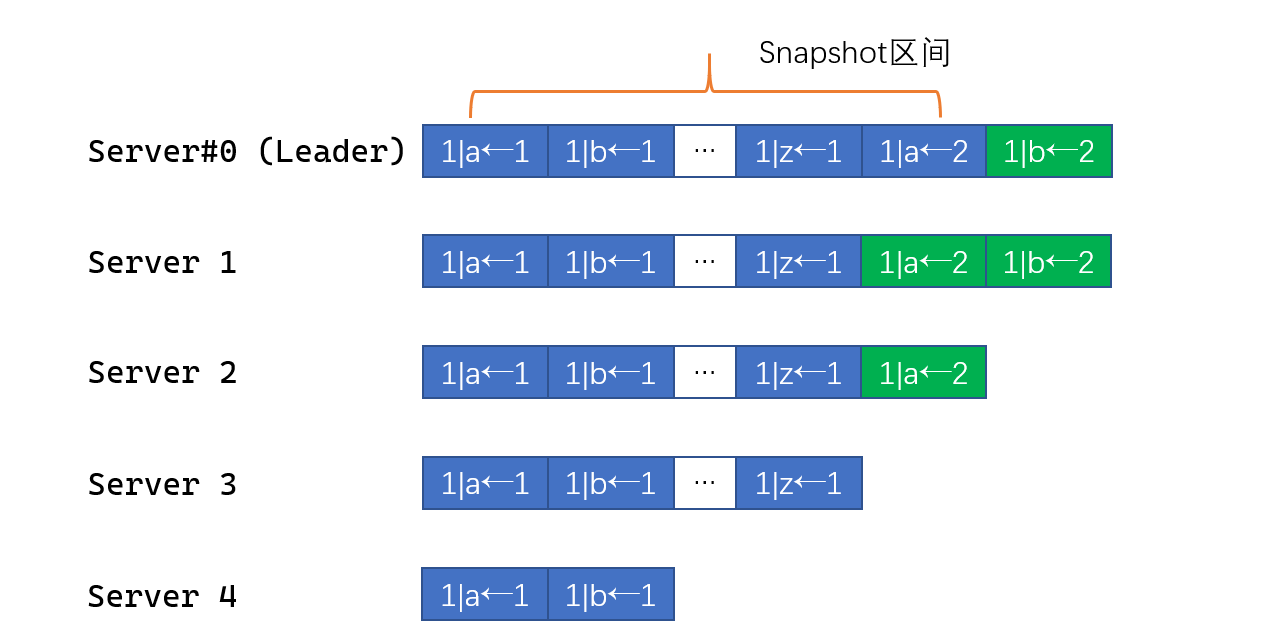 Snapshot区间
Server#0 (Leader) 1|a←1 1|b←1 … 1|z←1 1|a←2 1|b←2
Server 1 1|a←1 1|b←1 … 1|z←1 1|a←2 1|b←2
Server 2 1|a←1 1|b←1 … 1|z←1 1|a←2
Server 3 1|a←1 1|b←1 … 1|z←1
Server 4 1|a←1 1|b←1